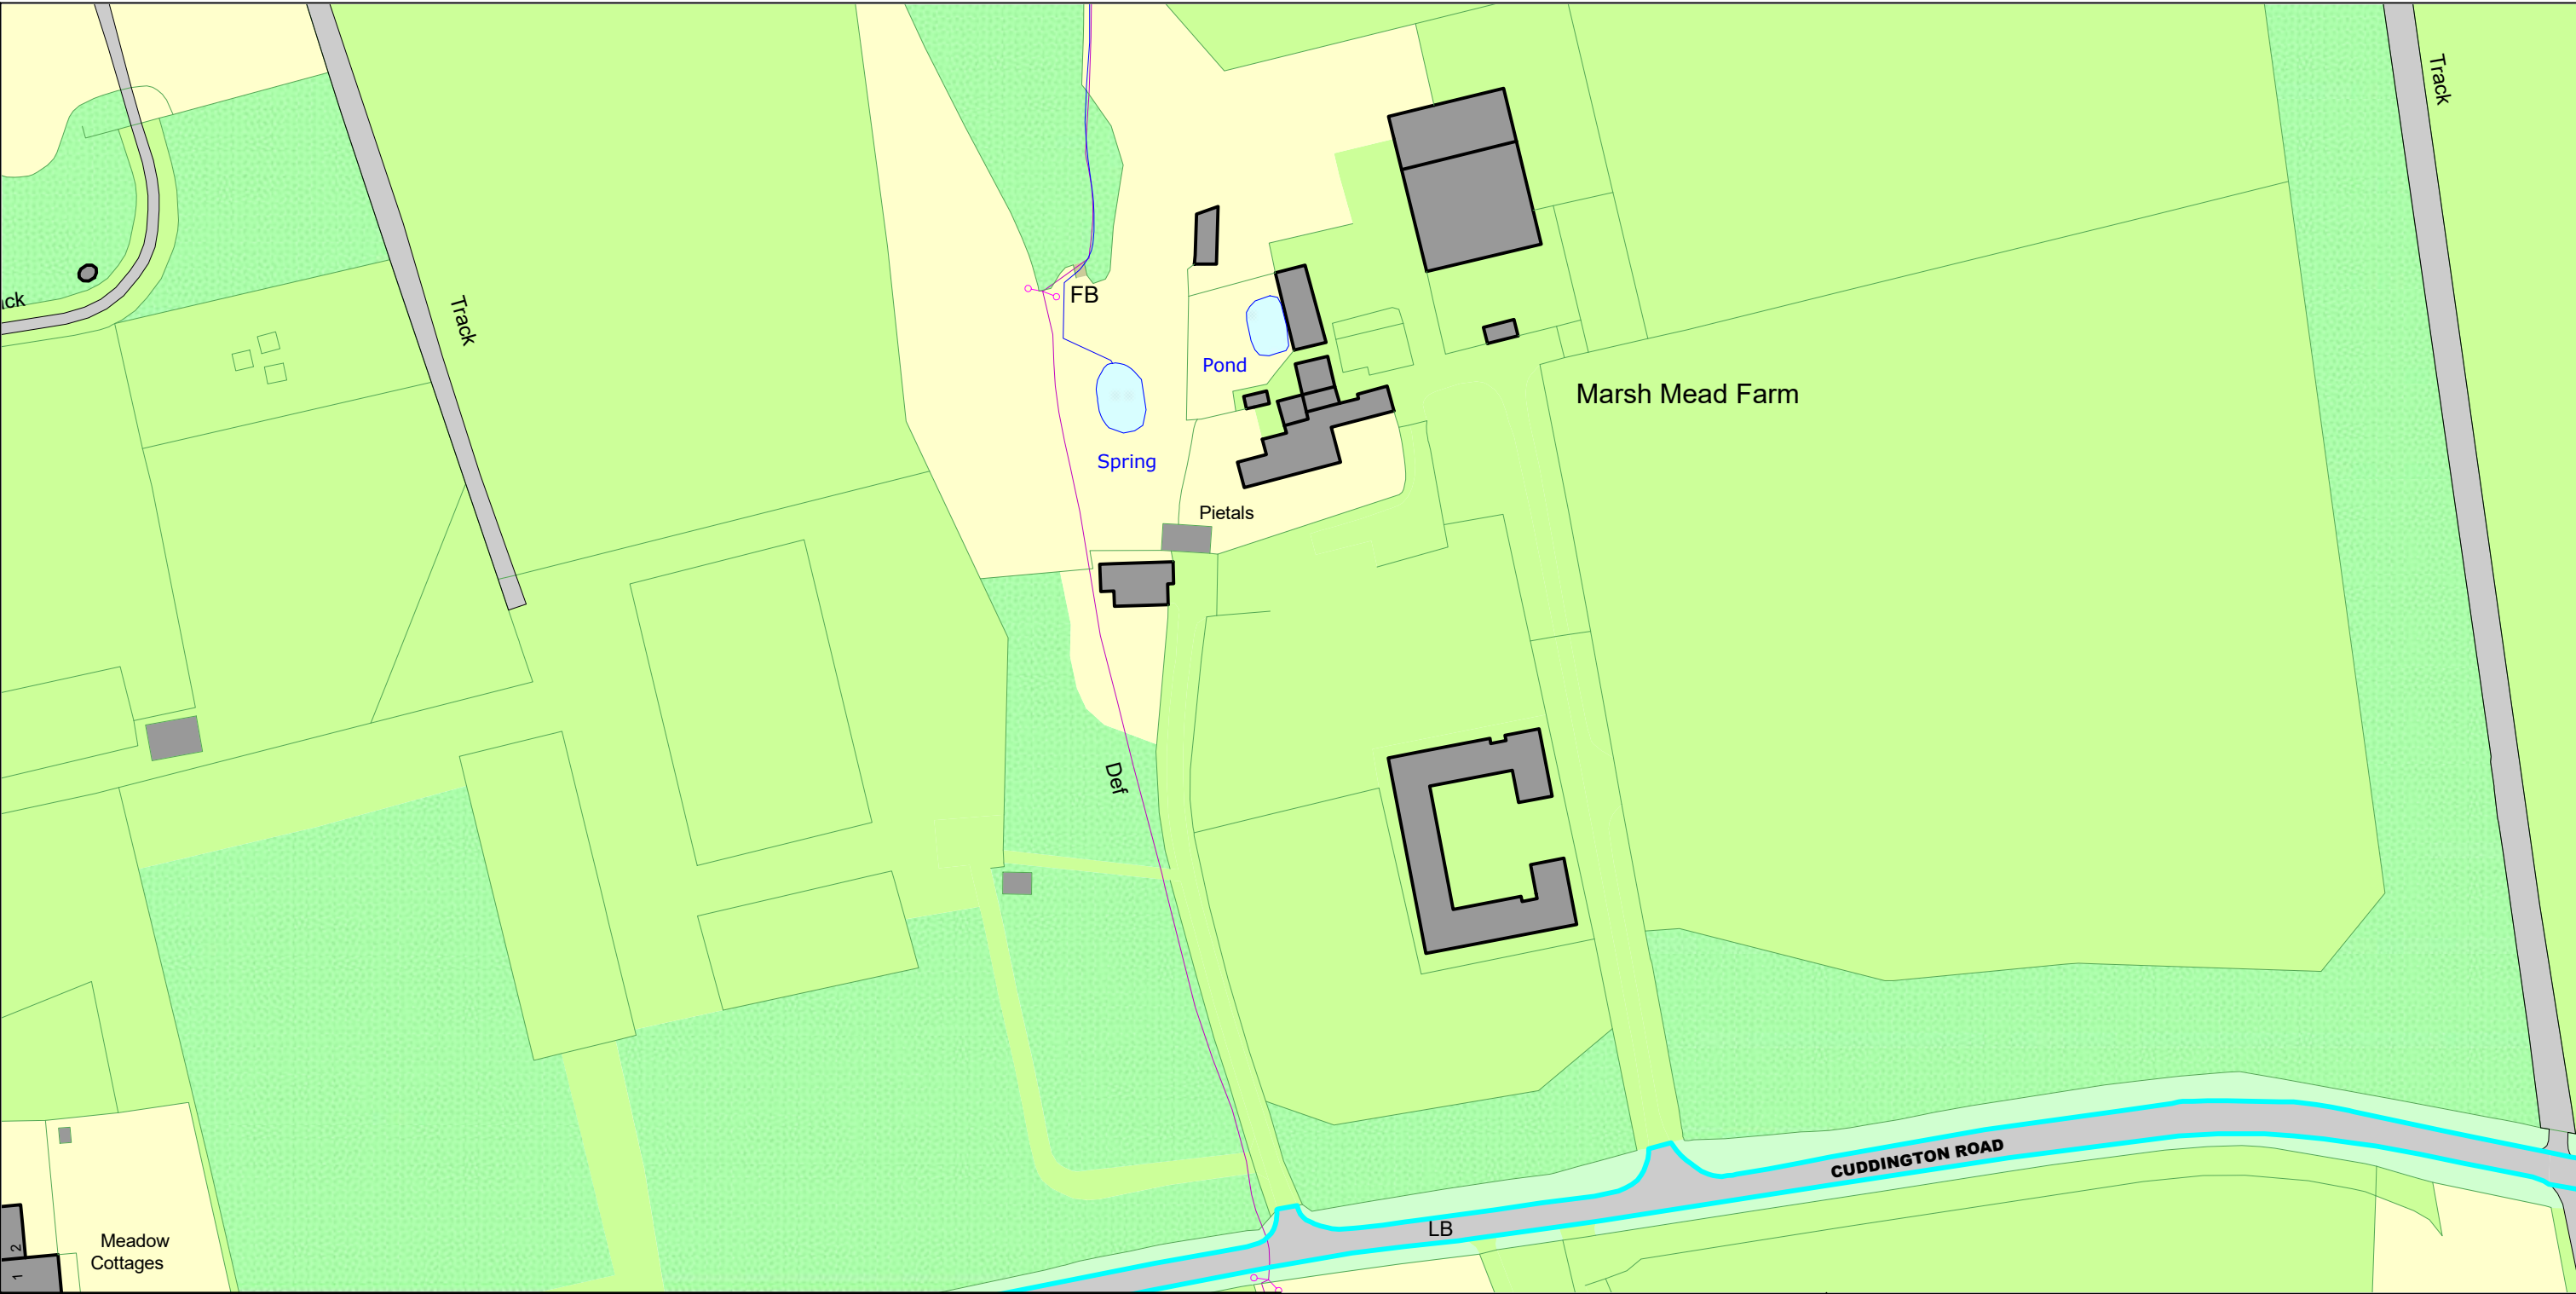 Track
ack
FB
Track
Pond
Marsh Mead Farm
Spring
Pietals
Def
CUDDINGTON ROAD
LB
Meadow
Cottages
2
1